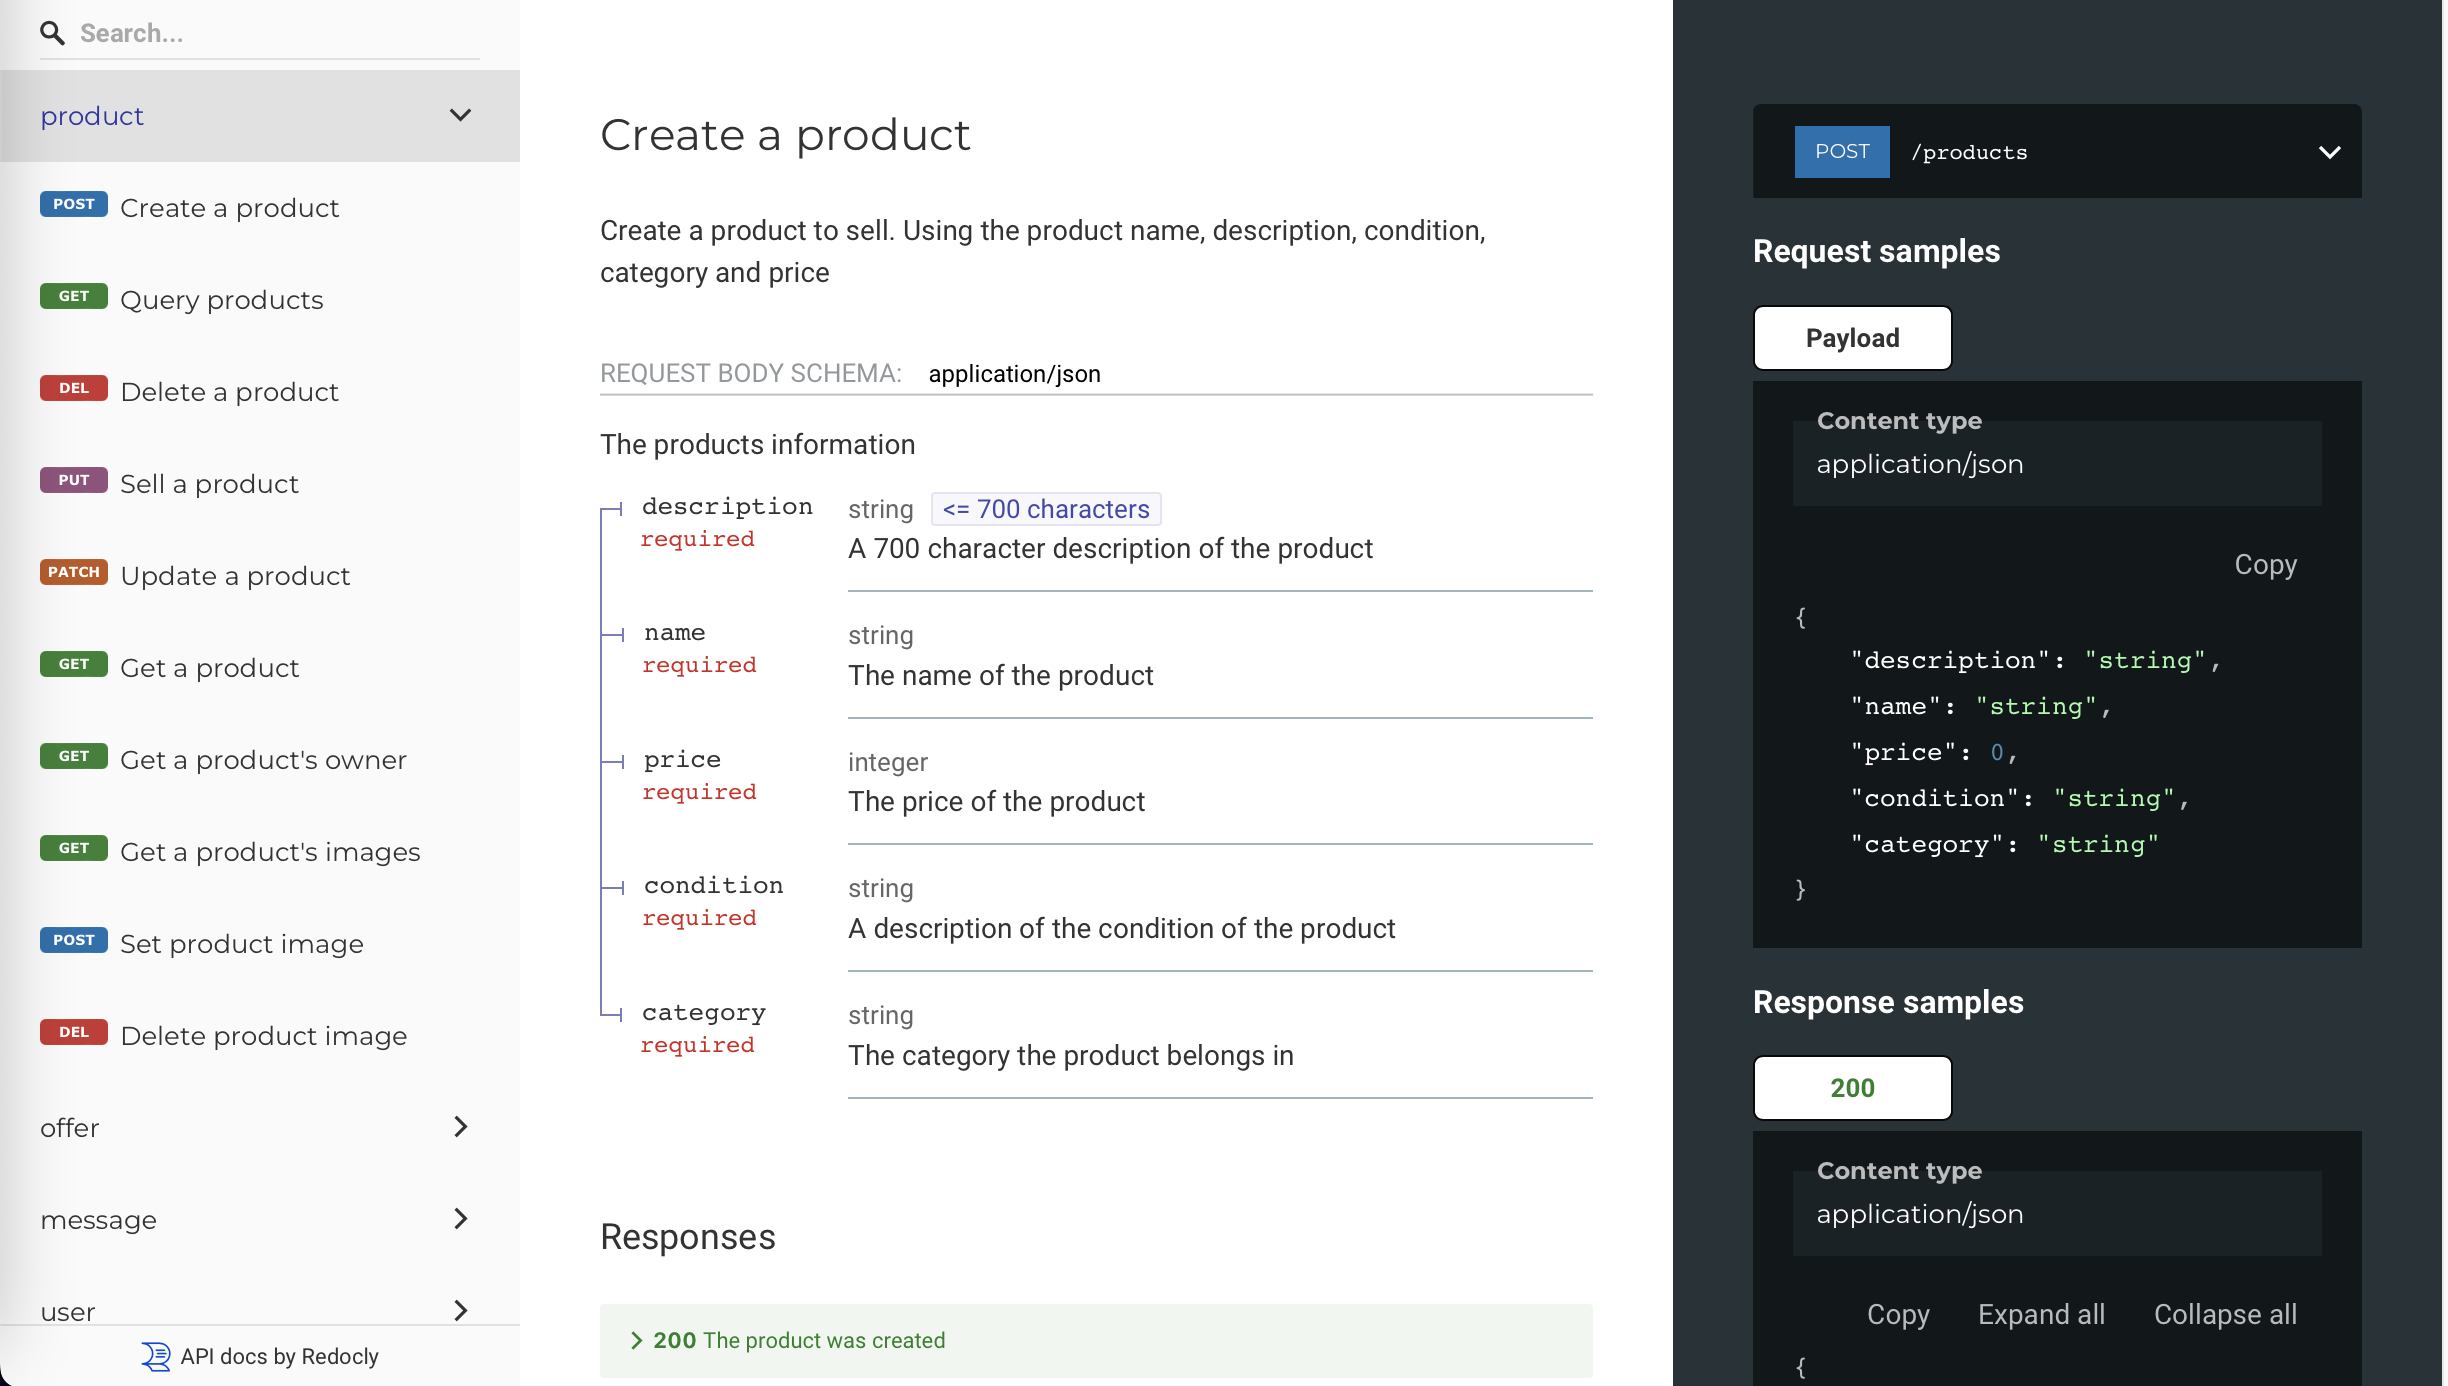 Search...
product
POST Create a product
GET Query products
DEL Delete a product
PUT Sell a product
PATCH Update a product
GET Get a product
GET Get a product's owner
GET Get a product's images
POST Set product image
DEL Delete product image
offer
message
user
API docs by Redocly
Create a product
Create a product to sell. Using the product name, description, condition,
category and price
REQUEST BODY SCHEMA: application/json
The products information
description string <= 700 characters
required A 700 character description of the product
name string
required The name of the product
price integer
required The price of the product
condition string
required A description of the condition of the product
category string
required The category the product belongs in
Responses
200 The product was created
POST /products
Request samples
Payload
Content type
application/json
Copy
{
"description": "string",
"name": "string",
"price": 0,
"condition": "string",
"category": "string"
}
Response samples
200
Content type
application/json
Copy Expand all Collapse all
{